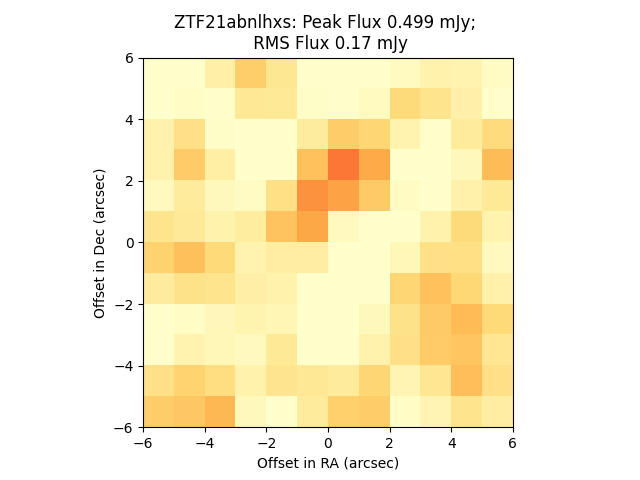 ZTF21abnlhxs: Peak Flux 0.499 mJy;
RMS Flux 0.17 mJy
6
4
2
0
−2
−4
−6
Offset in Dec (arcsec)
−6 −4 −2 0 2 4 6
Offset in RA (arcsec)